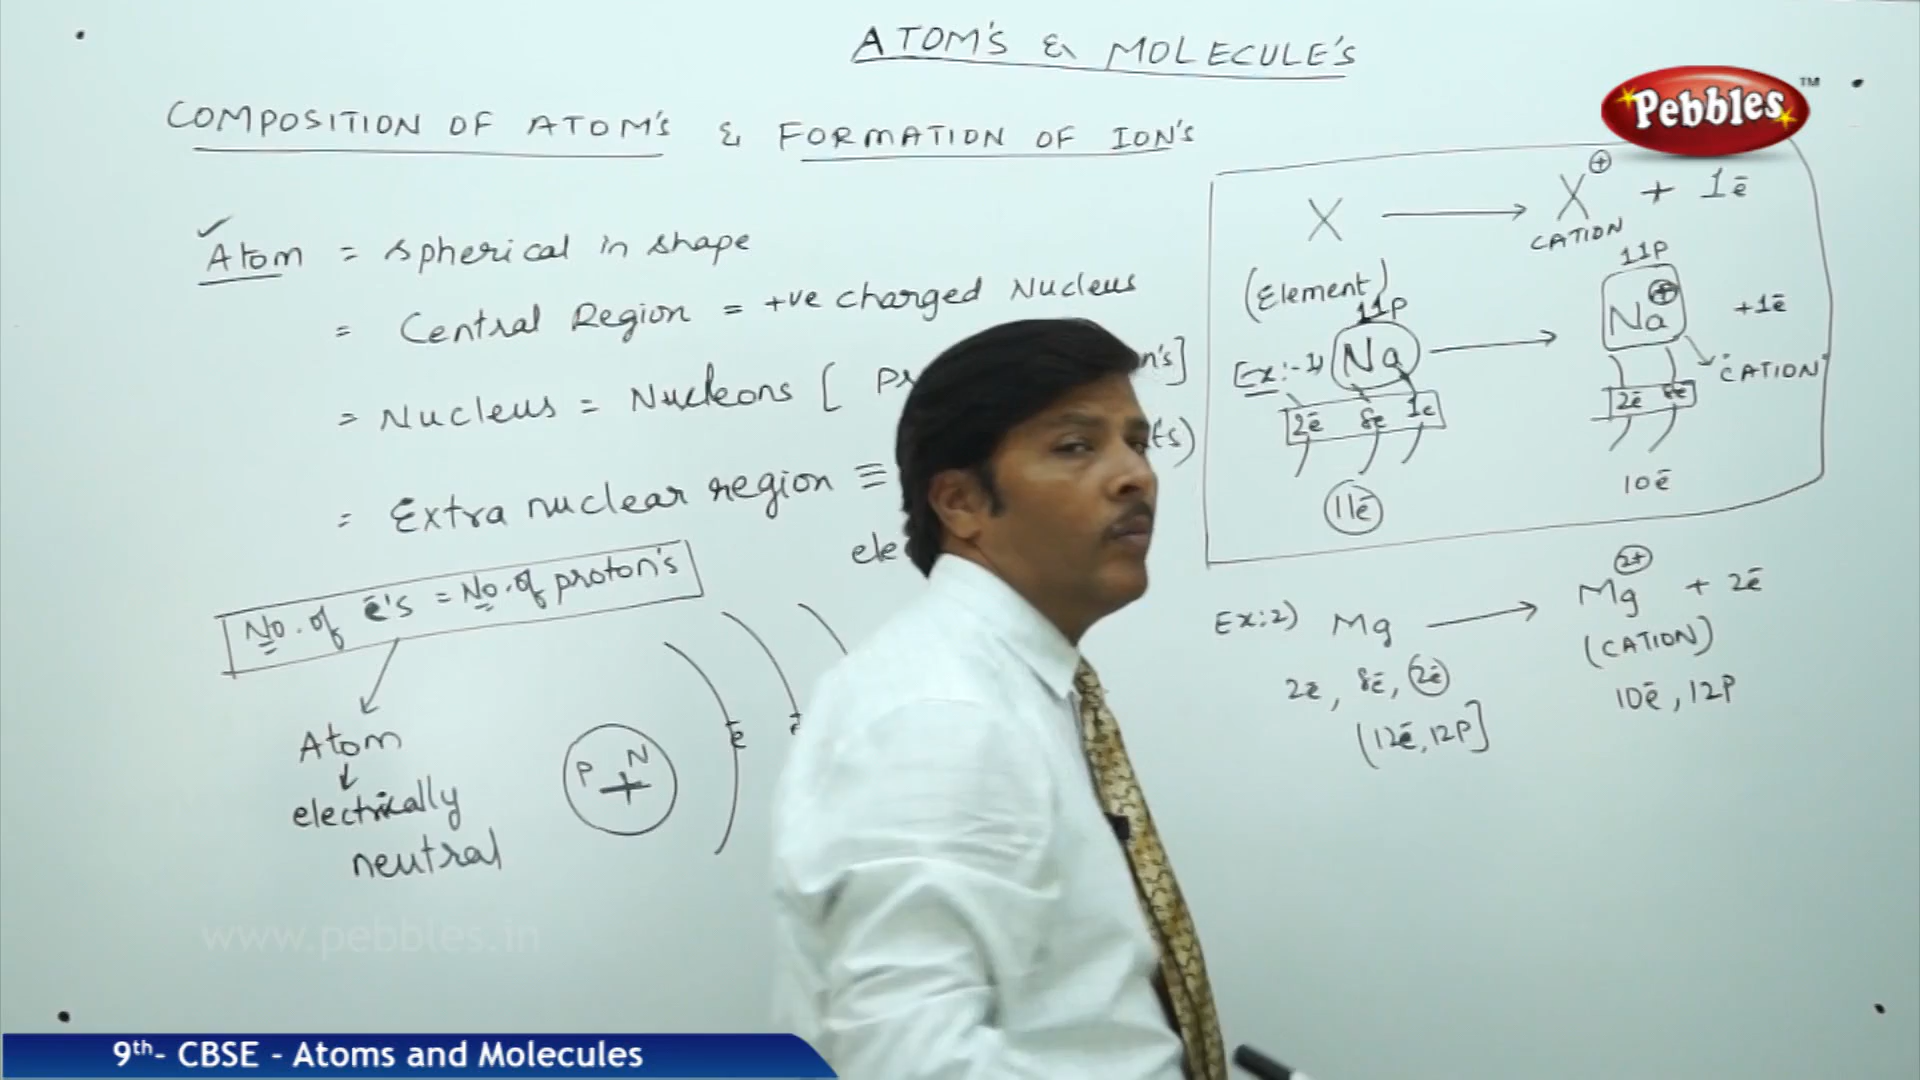 ATOM'S & MOLECULE'S
Pebbles™
COMPOSITION OF ATOM'S & FORMATION OF ION'S
Atom = spherical in shape
= Central Region = +ve charged Nucleus
= Nucleus = Nucleons [
= Extra nuclear region ≡
No. of ē's = No. of proton's
Atom
↓
electrically
neutral
P N
+
ē
X → X⊕ + 1ē
CATION
(Element)
11P
11P
Ex:-1) Na → Na⊕ +1ē
CATION
2ē 8ē 1ē
2ē 8ē
11ē
10ē
Ex:2) Mg → Mg2+ + 2ē
(CATION)
2ē, 8ē, 2ē
10ē, 12P
(12ē, 12P]
www.pebbles.in
9th- CBSE - Atoms and Molecules